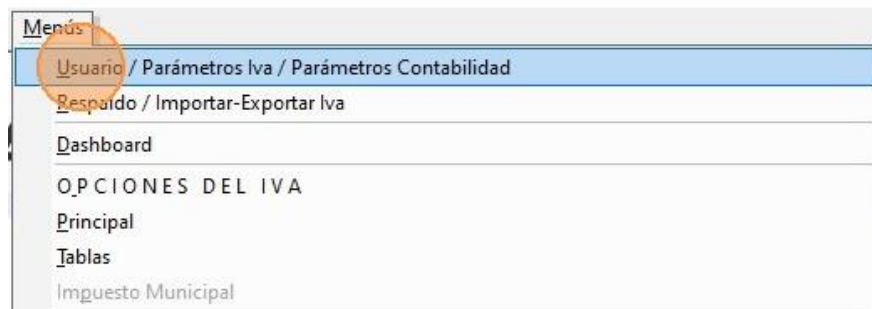 Menús
Usuario / Parámetros Iva / Parámetros Contabilidad
Respaldo / Importar-Exportar Iva
Dashboard
OPCIONES DEL IVA
Principal
Tablas
Impuesto Municipal